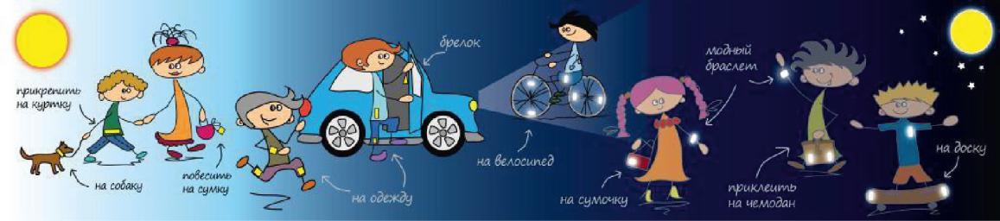 прикрепить
на куртку
на собаку
повесить
на сумку
на одежду
брелок
на велосипед
на сумочку
модный
браслет
приклеить
на чемодан
на доску